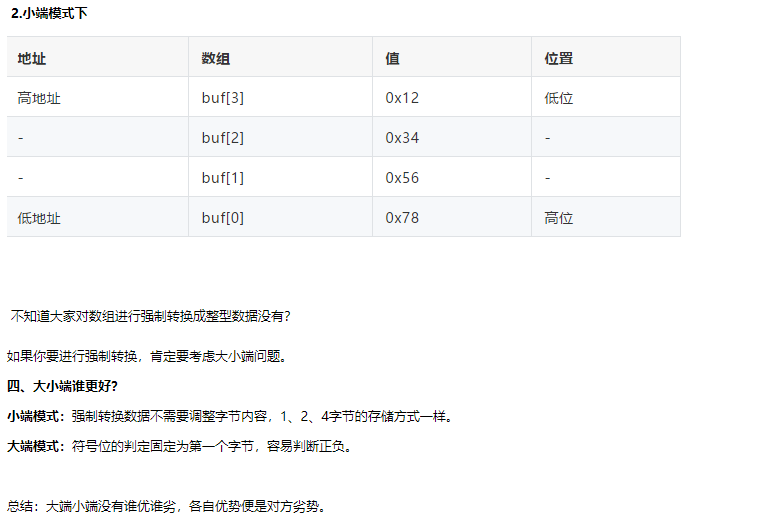 2.小端模式下
地址 数组 值 位置
高地址 buf[3] 0x12 低位
- buf[2] 0x34 -
- buf[1] 0x56 -
低地址 buf[0] 0x78 高位
不知道大家对数组进行强制转换成整型数据没有?
如果你要进行强制转换，肯定要考虑大小端问题。
四、大小端谁更好?
小端模式：强制转换数据不需要调整字节内容，1、2、4字节的存储方式一样。
大端模式：符号位的判定固定为第一个字节，容易判断正负。
总结：大端小端没有谁优谁劣，各自优势便是对方劣势。